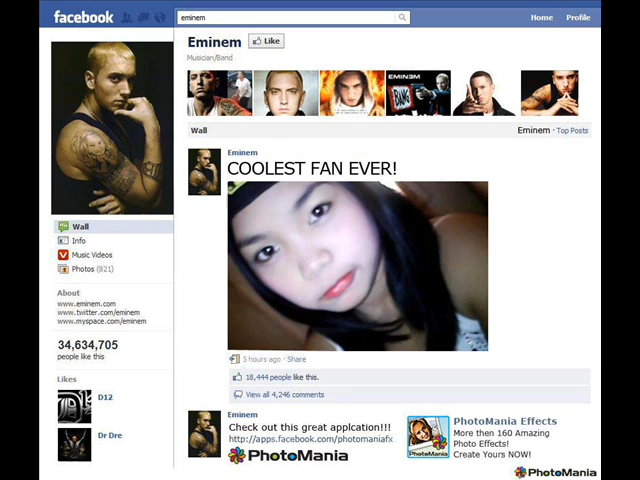 facebook
eminem
Home Profile
Eminem
Like
Musician/Band
EMINEM
BANG
Wall
Eminem · Top Posts
Eminem
COOLEST FAN EVER!
5 hours ago · Share
18,444 people like this.
View all 4,246 comments
Wall
Info
Music Videos
Photos (821)
About
www.eminem.com
www.twitter.com/eminem
www.myspace.com/eminem
34,634,705
people like this
Likes
D12
Dr Dre
Eminem
Check out this great applcation!!!
http://apps.facebook.com/photomaniafx
PhotoMania
PhotoMania
PhotoMania Effects
More then 160 Amazing
Photo Effects!
Create Yours NOW!
PhotoMania